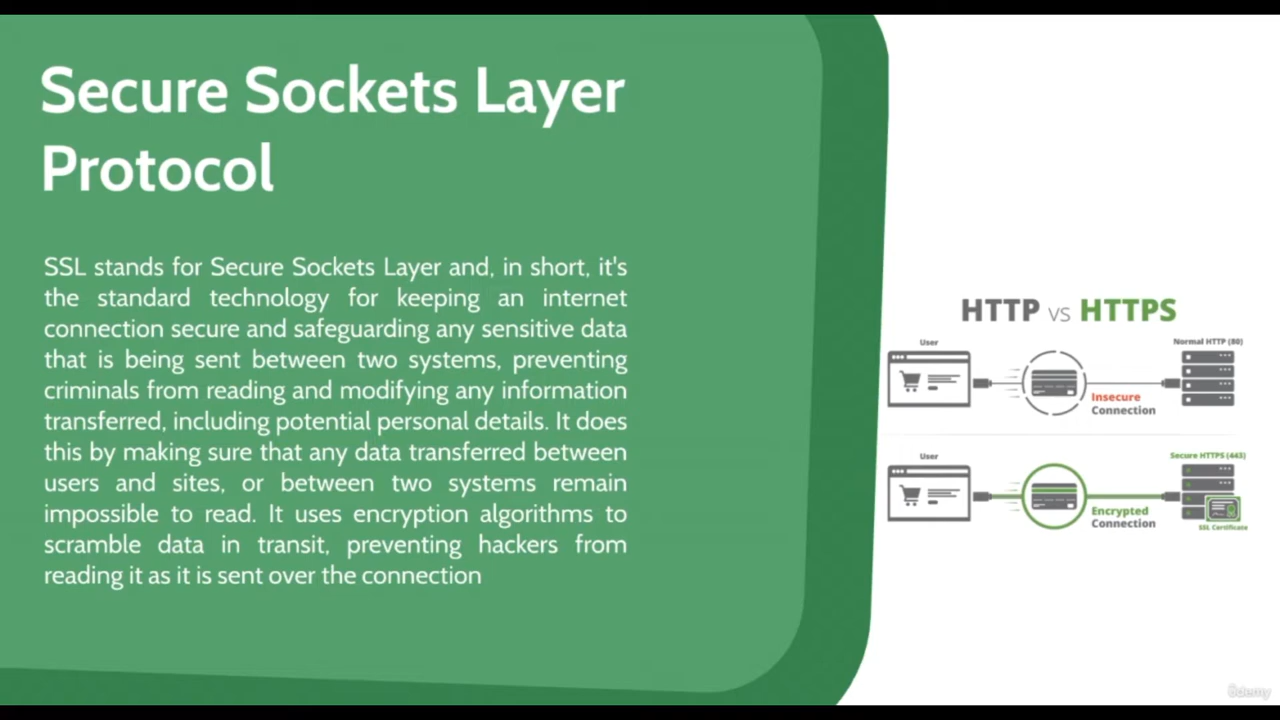 Secure Sockets Layer
Protocol
SSL stands for Secure Sockets Layer and, in short, it's
the standard technology for keeping an internet
connection secure and safeguarding any sensitive data
that is being sent between two systems, preventing
criminals from reading and modifying any information
transferred, including potential personal details. It does
this by making sure that any data transferred between
users and sites, or between two systems remain
impossible to read. It uses encryption algorithms to
scramble data in transit, preventing hackers from
reading it as it is sent over the connection
HTTP vs HTTPS
User
Normal HTTP (80)
Insecure
Connection
User
Secure HTTPS (443)
Encrypted
Connection
SSL Certificate
ûdemy